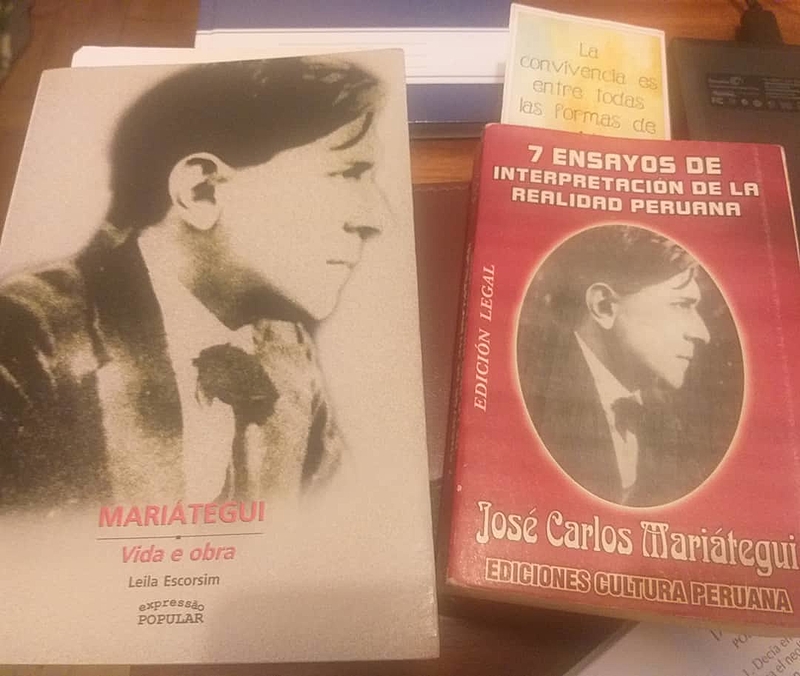 MARIÁTEGUI
Vida e obra
Leila Escorsim
expressão
POPULAR
La
convivencia es
entre todas
las formas de
7 ENSAYOS DE
INTERPRETACIÓN DE LA
REALIDAD PERUANA
EDICIÓN LEGAL
José Carlos Mariátegui
EDICIONES CULTURA PERUANA
Decía